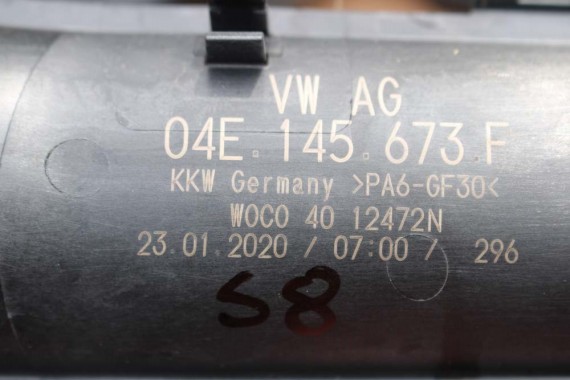 VW AG
04E.145.673.F
KKW Germany >PA6-GF30<
WOCO 40 12472N
23.01.2020 / 07:00 / 296
S8